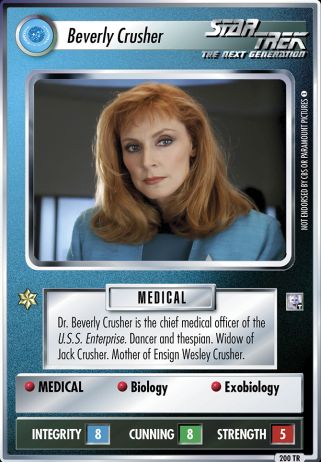 Beverly Crusher
STAR TREK
THE NEXT GENERATION
NOT ENDORSED BY CBS OR PARAMOUNT PICTURES
MEDICAL
Dr. Beverly Crusher is the chief medical officer of the
U.S.S. Enterprise. Dancer and thespian. Widow of
Jack Crusher. Mother of Ensign Wesley Crusher.
MEDICAL Biology Exobiology
INTEGRITY 8 CUNNING 8 STRENGTH 5
200 TR